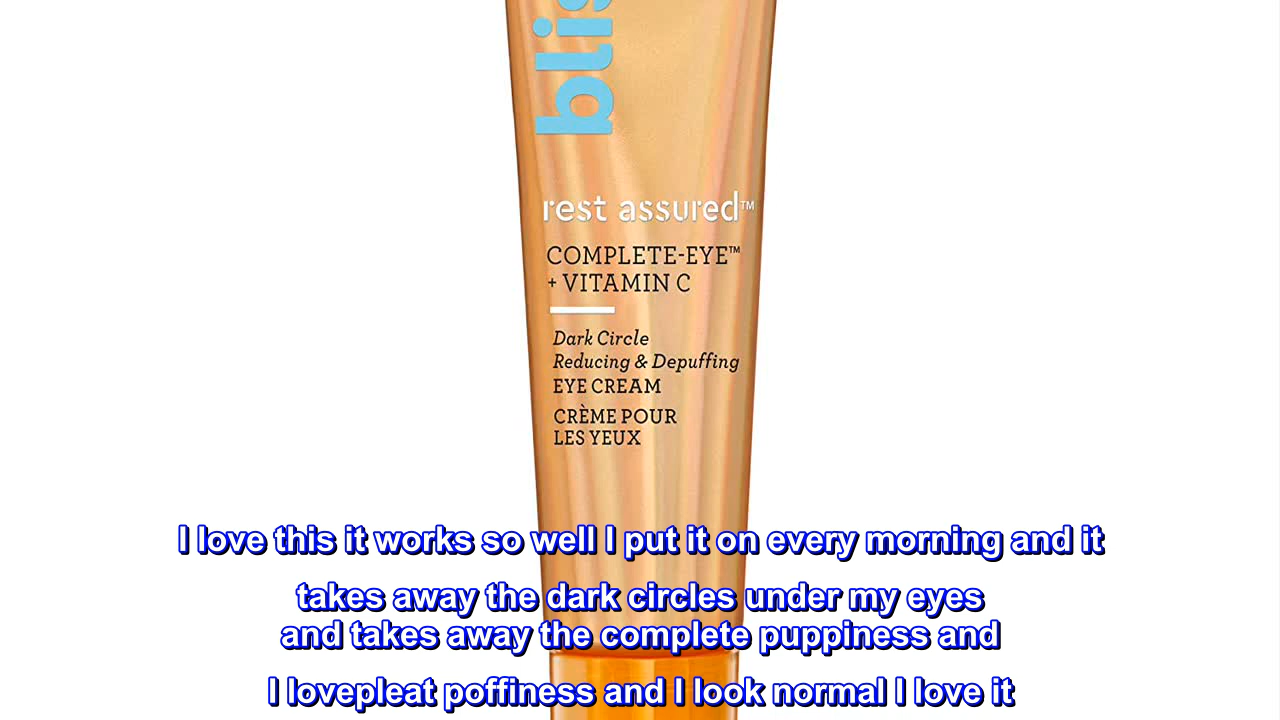 blis
rest assured™
COMPLETE-EYE™
+ VITAMIN C
Dark Circle
Reducing & Depuffing
EYE CREAM
CRÈME POUR
LES YEUX
I love this it works so well I put it on every morning and it
takes away the dark circles under my eyes
and takes away the complete puppiness and
I lovepleat poffiness and I look normal I love it